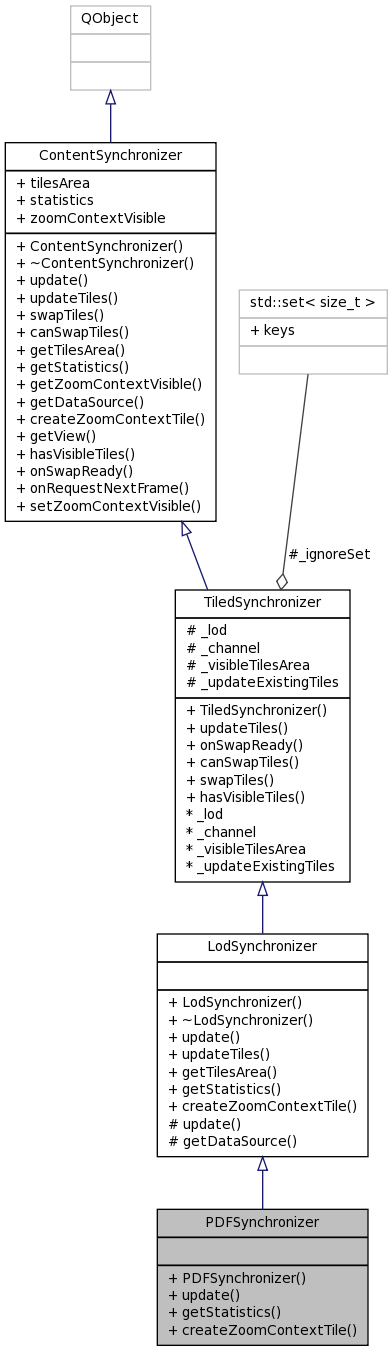 QObject
ContentSynchronizer
+ tilesArea
+ statistics
+ zoomContextVisible
+ ContentSynchronizer()
+ ~ContentSynchronizer()
+ update()
+ updateTiles()
+ swapTiles()
+ canSwapTiles()
+ getTilesArea()
+ getStatistics()
+ getZoomContextVisible()
+ getDataSource()
+ createZoomContextTile()
+ getView()
+ hasVisibleTiles()
+ onSwapReady()
+ onRequestNextFrame()
+ setZoomContextVisible()
std::set< size_t >
+ keys
#_ignoreSet
TiledSynchronizer
# _lod
# _channel
# _visibleTilesArea
# _updateExistingTiles
+ TiledSynchronizer()
+ updateTiles()
+ onSwapReady()
+ canSwapTiles()
+ swapTiles()
+ hasVisibleTiles()
* _lod
* _channel
* _visibleTilesArea
* _updateExistingTiles
LodSynchronizer
+ LodSynchronizer()
+ ~LodSynchronizer()
+ update()
+ updateTiles()
+ getTilesArea()
+ getStatistics()
+ createZoomContextTile()
# update()
# getDataSource()
PDFSynchronizer
+ PDFSynchronizer()
+ update()
+ getStatistics()
+ createZoomContextTile()